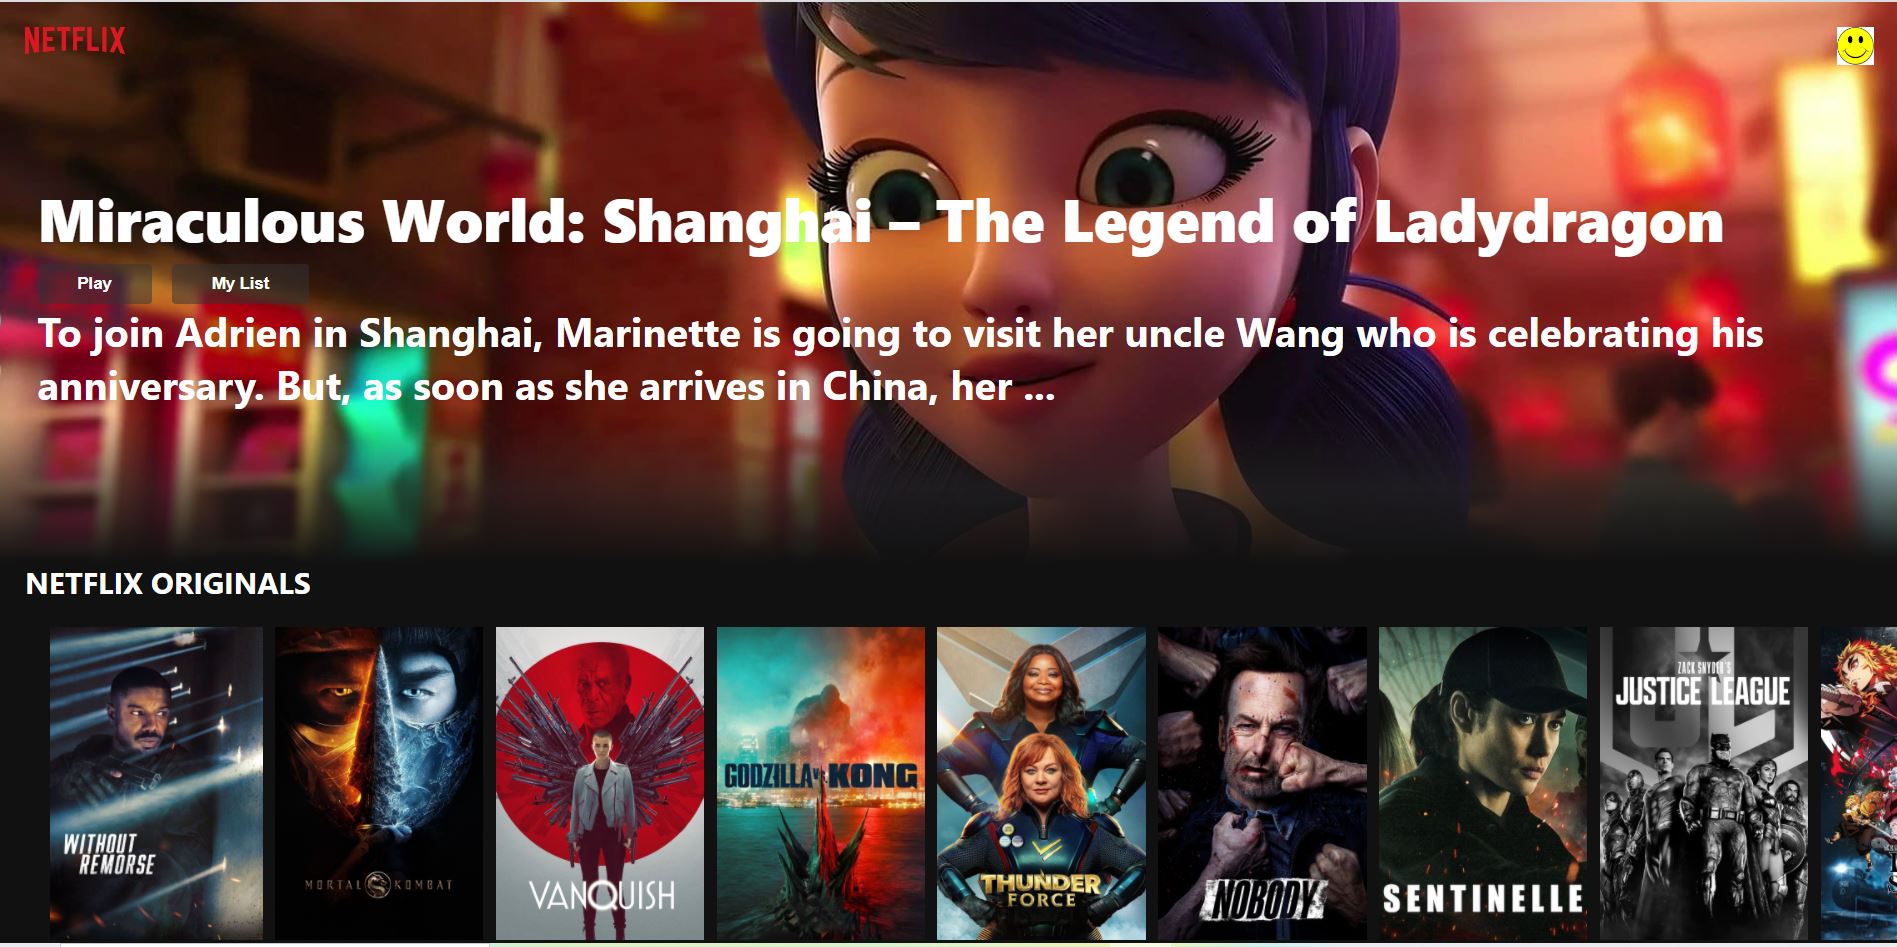 NETFLIX
Miraculous World: Shanghai – The Legend of Ladydragon
Play
My List
To join Adrien in Shanghai, Marinette is going to visit her uncle Wang who is celebrating his
anniversary. But, as soon as she arrives in China, her ...
NETFLIX ORIGINALS
WITHOUT
REMORSE
MORTAL KOMBAT
VANQUISH
GODZILLA V. KONG
THUNDER
FORCE
NOBODY
SENTINELLE
ZACK SNYDER'S
JUSTICE LEAGUE
JL